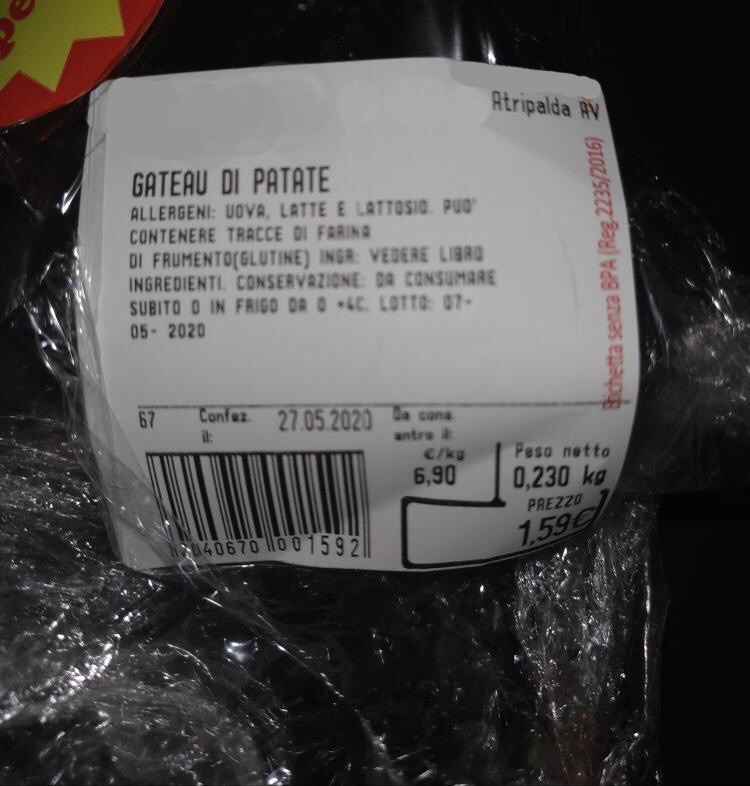 pe
Atripalda AV
GATEAU DI PATATE
ALLERGENI: UOVA, LATTE E LATTOSIO. PUO'
CONTENERE TRACCE DI FARINA
DI FRUMENTO(GLUTINE) INGR: VEDERE LIBRO
INGREDIENTI. CONSERVAZIONE: DA CONSUMARE
SUBITO O IN FRIGO DA 0 +4C. LOTTO: 07-
05- 2020
Etichetta senza BPA (Reg.2235/2016)
67 Confez. il: 27.05.2020 Da cons. entro il:
€/kg
6,90
Peso netto
0,230 kg
PREZZO
1,59€
2040670 001592